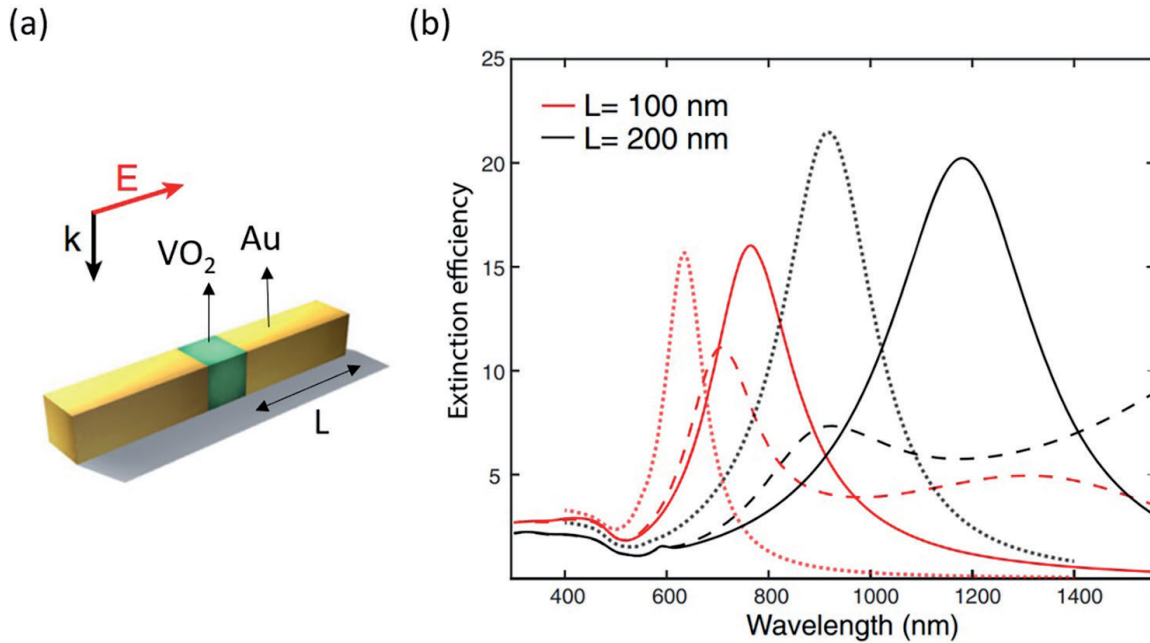 (a)
(b)
E
k
VO₂
Au
L
25
20
15
10
5
L= 100 nm
L= 200 nm
Extinction efficiency
400 600 800 1000 1200 1400
Wavelength (nm)